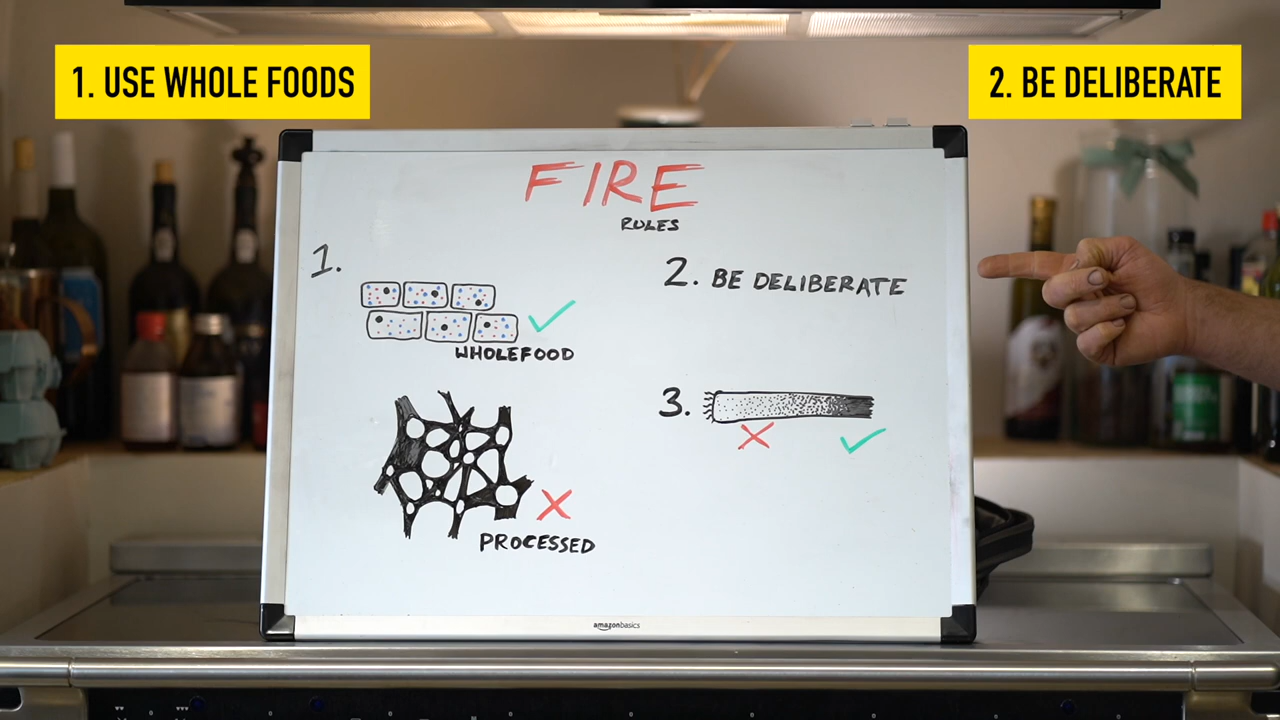 1. USE WHOLE FOODS
2. BE DELIBERATE
FIRE
RULES
1.
WHOLEFOOD
PROCESSED
2. BE DELIBERATE
3.
amazonbasics